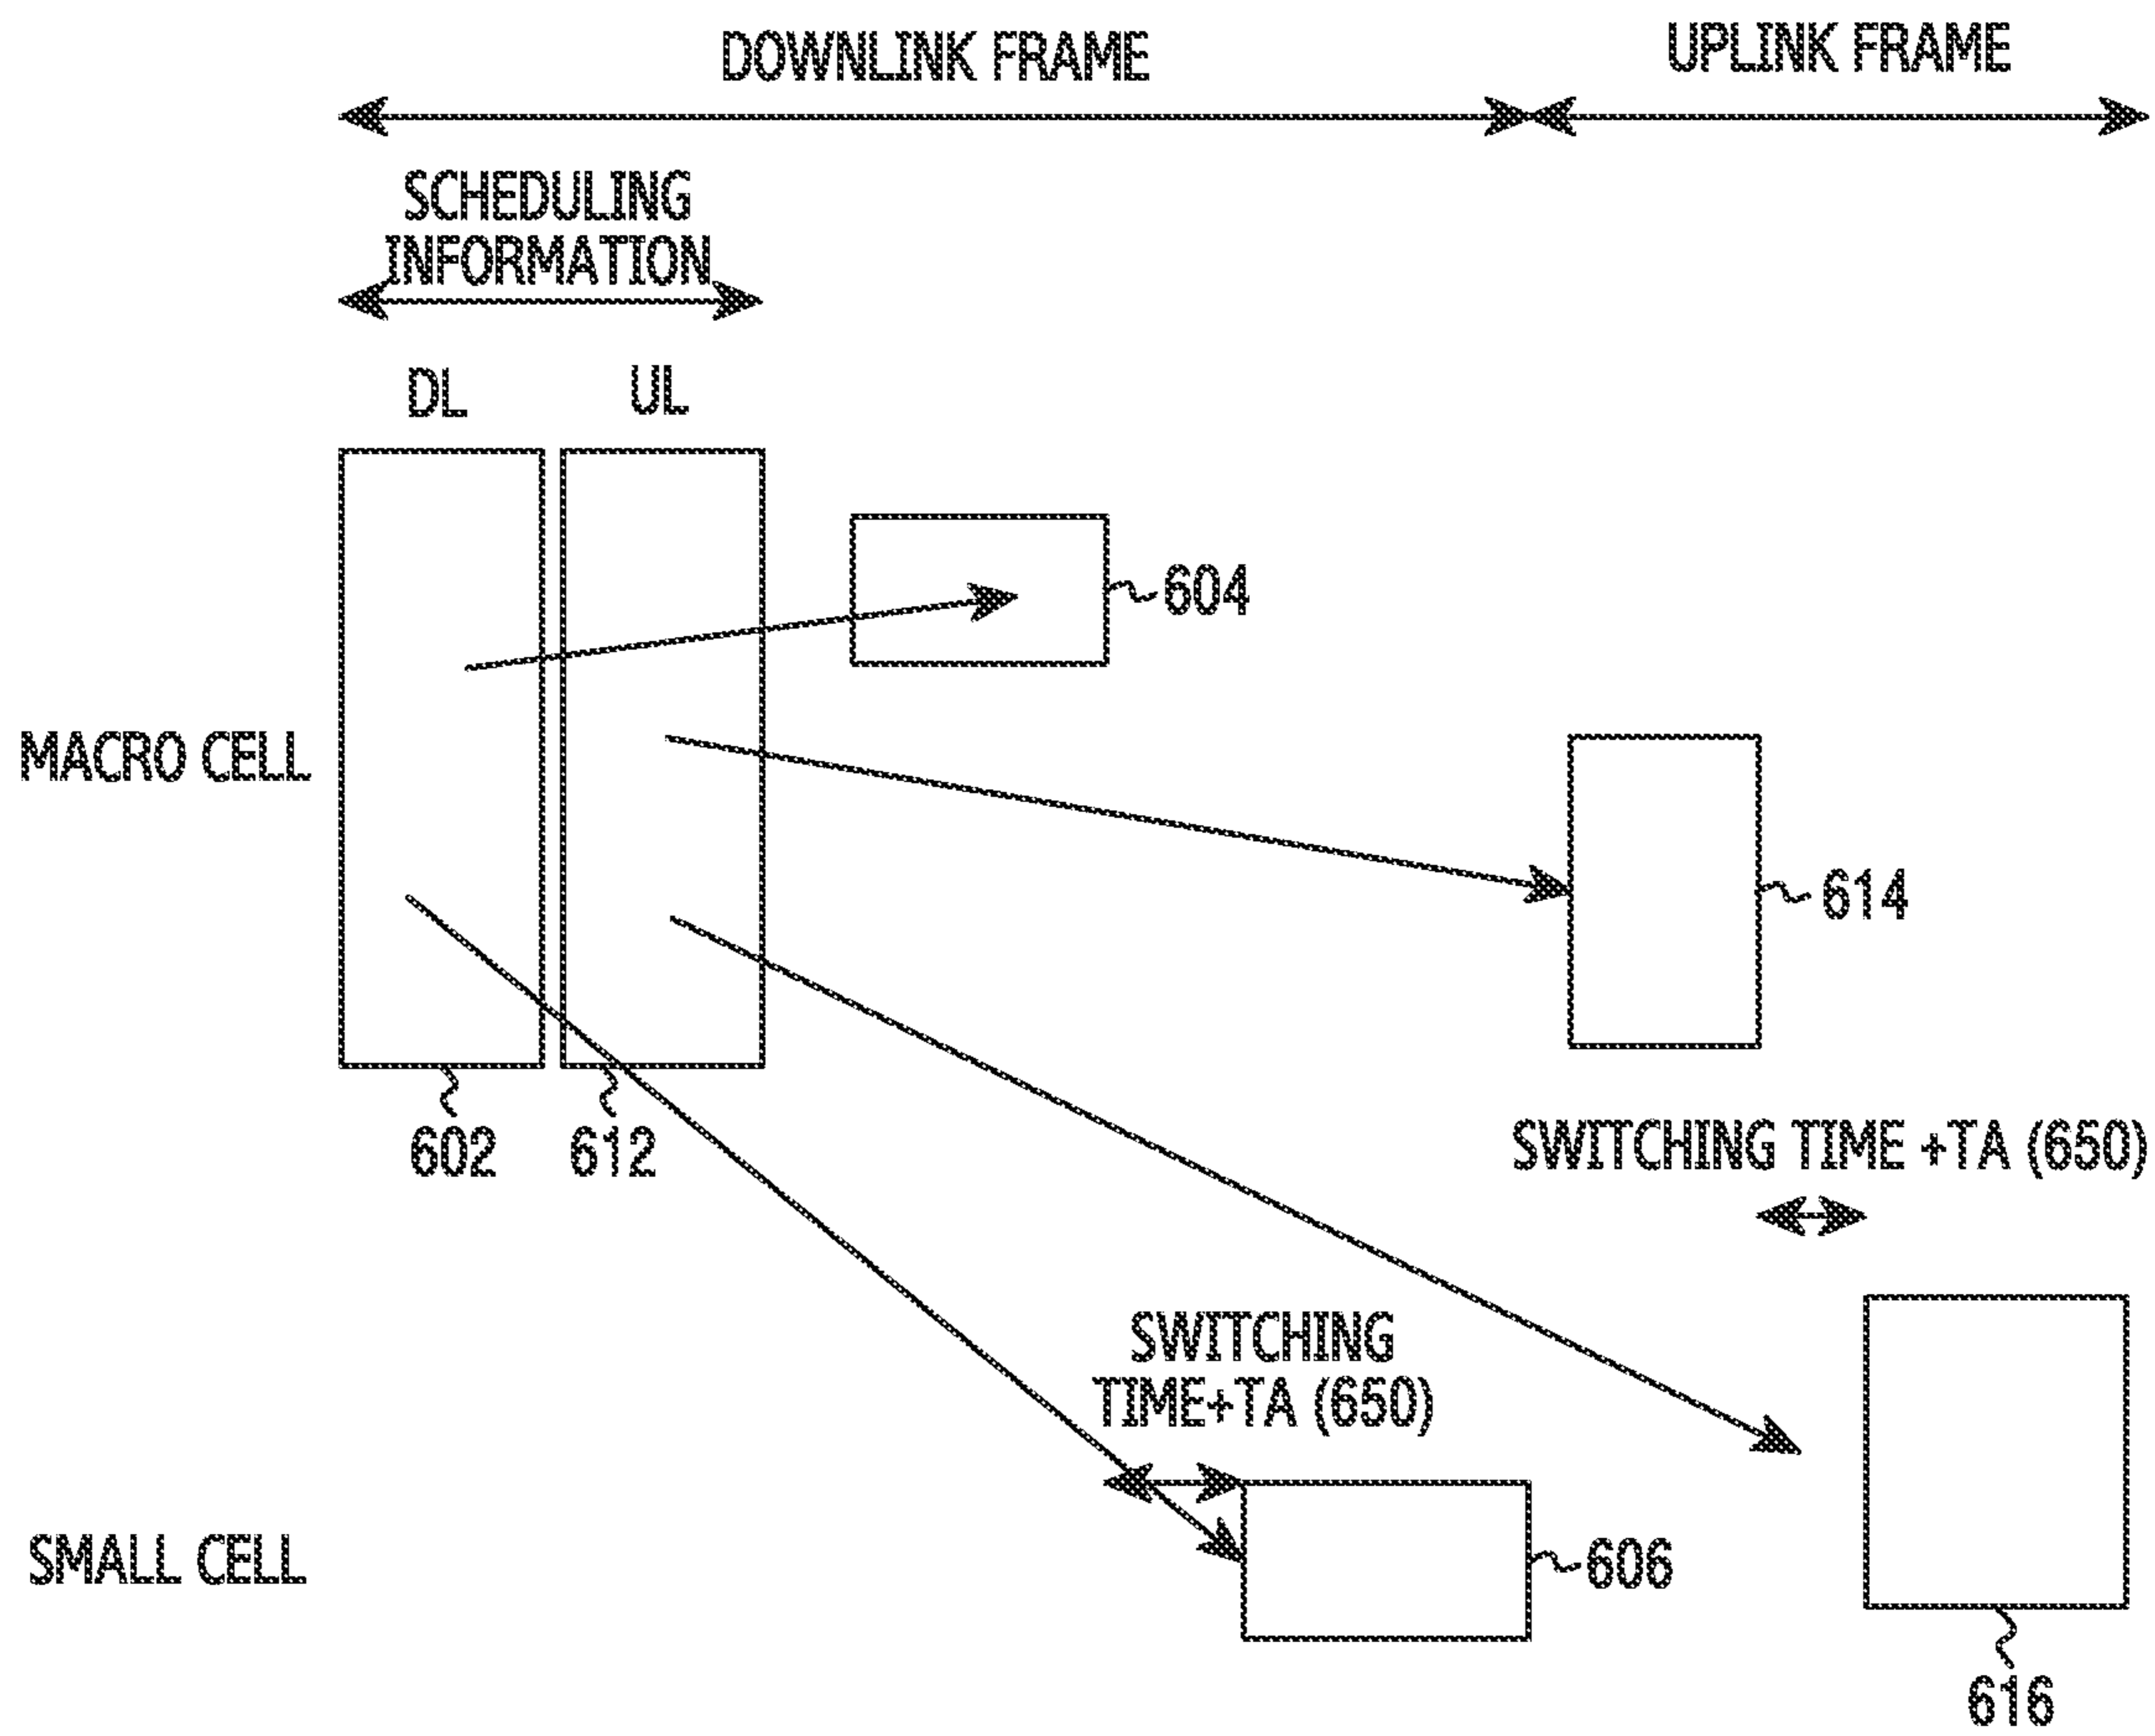 DOWNLINK FRAME
UPLINK FRAME
SCHEDULING
INFORMATION
DL
UL
604
MACRO CELL
614
602
612
SWITCHING TIME +TA (650)
SWITCHING
TIME+TA (650)
SMALL CELL
606
616